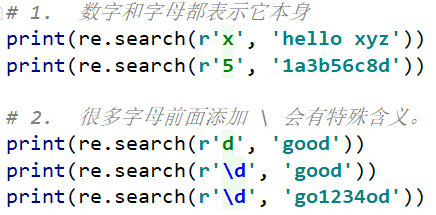 # 1.  数字和字母都表示它本身
print(re.search(r'x', 'hello xyz'))
print(re.search(r'5', '1a3b56c8d'))
# 2.  很多字母前面添加 \ 会有特殊含义。
print(re.search(r'd', 'good'))
print(re.search(r'\d', 'good'))
print(re.search(r'\d', 'go1234od'))